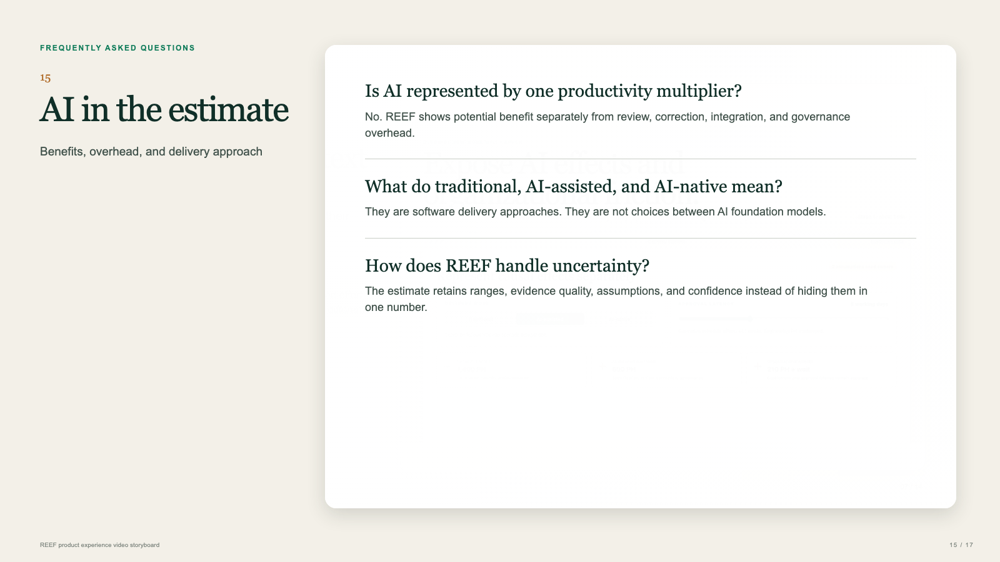 FREQUENTLY ASKED QUESTIONS
15
AI in the estimate
Benefits, overhead, and delivery approach
Is AI represented by one productivity multiplier?
No. REEF shows potential benefit separately from review, correction, integration, and governance
overhead.
What do traditional, AI-assisted, and AI-native mean?
They are software delivery approaches. They are not choices between AI foundation models.
How does REEF handle uncertainty?
The estimate retains ranges, evidence quality, assumptions, and confidence instead of hiding them in
one number.
REEF product experience video storyboard
15 / 17